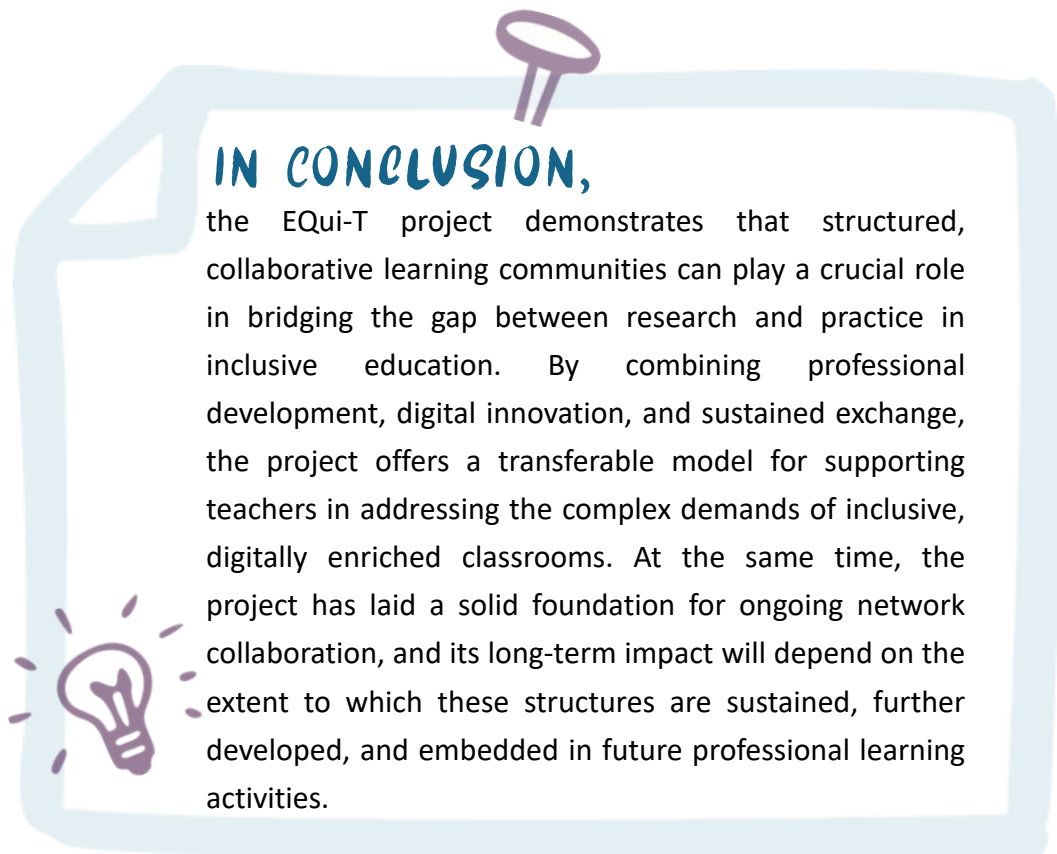 IN CONCLUSION,
the EQui-T project demonstrates that structured,
collaborative learning communities can play a crucial role
in bridging the gap between research and practice in
inclusive education. By combining professional
development, digital innovation, and sustained exchange,
the project offers a transferable model for supporting
teachers in addressing the complex demands of inclusive,
digitally enriched classrooms. At the same time, the
project has laid a solid foundation for ongoing network
collaboration, and its long-term impact will depend on the
extent to which these structures are sustained, further
developed, and embedded in future professional learning
activities.